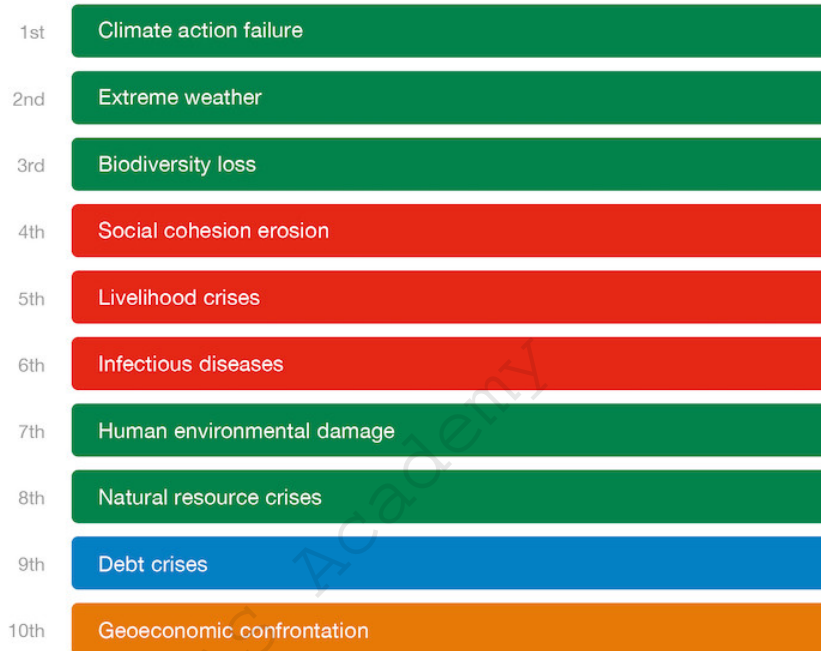 1st Climate action failure
2nd Extreme weather
3rd Biodiversity loss
4th Social cohesion erosion
5th Livelihood crises
6th Infectious diseases
7th Human environmental damage
8th Natural resource crises
9th Debt crises
10th Geoeconomic confrontation
Academy